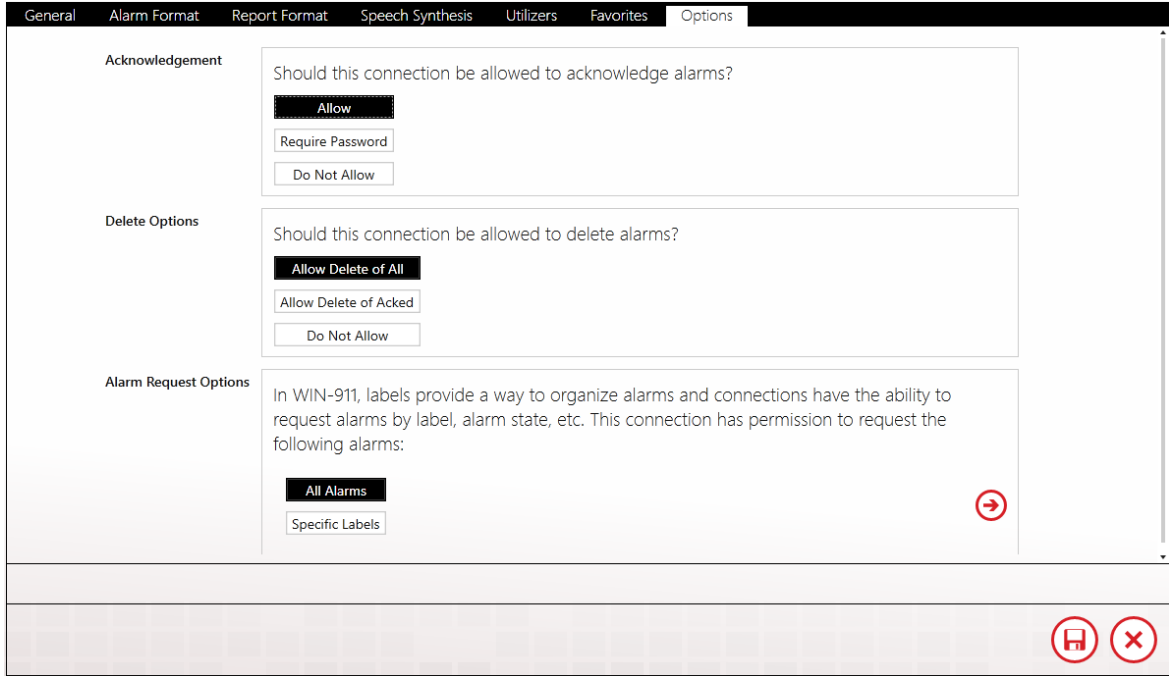 General Alarm Format Report Format Speech Synthesis Utilizers Favorites Options
Acknowledgement
Should this connection be allowed to acknowledge alarms?
Allow
Require Password
Do Not Allow
Delete Options
Should this connection be allowed to delete alarms?
Allow Delete of All
Allow Delete of Acked
Do Not Allow
Alarm Request Options
In WIN-911, labels provide a way to organize alarms and connections have the ability to
request alarms by label, alarm state, etc. This connection has permission to request the
following alarms:
All Alarms
Specific Labels